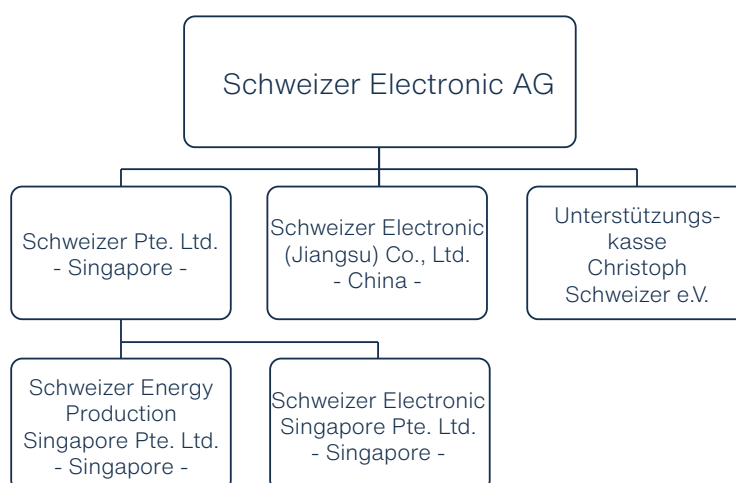 Schweizer Electronic AG
Schweizer Pte. Ltd.
- Singapore -
Schweizer Electronic
(Jiangsu) Co., Ltd.
- China -
Unterstützungs-
kasse
Christoph
Schweizer e.V.
Schweizer Energy
Production
Singapore Pte. Ltd.
- Singapore -
Schweizer Electronic
Singapore Pte. Ltd.
- Singapore -